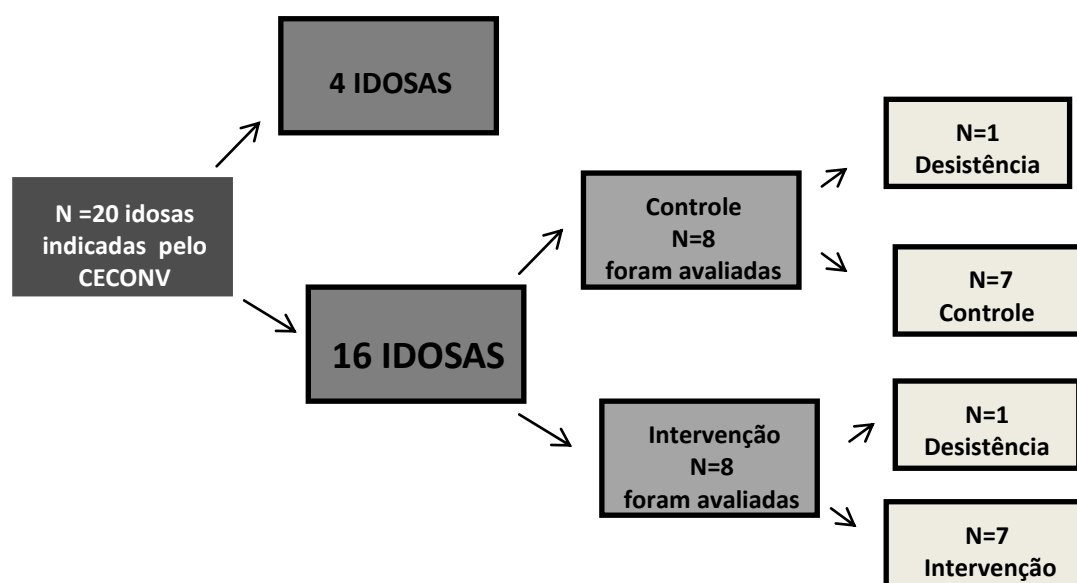 4 IDOSAS
N =20 idosas
indicadas pelo
CECONV
16 IDOSAS
Controle
N=8
foram avaliadas
Intervenção
N=8
foram avaliadas
N=1
Desistência
N=7
Controle
N=1
Desistência
N=7
Intervenção